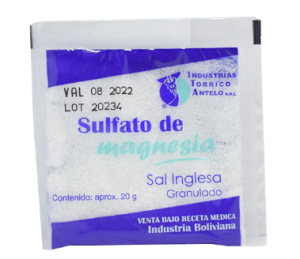 VAL 08 2022
LOT 20234
INDUSTRIAS
TORRICO
ANTELO S.R.L.
Sulfato de
magnesia
Sal Inglesa
Granulado
Contenido: aprox. 20 g
VENTA BAJO RECETA MEDICA
Industria Boliviana